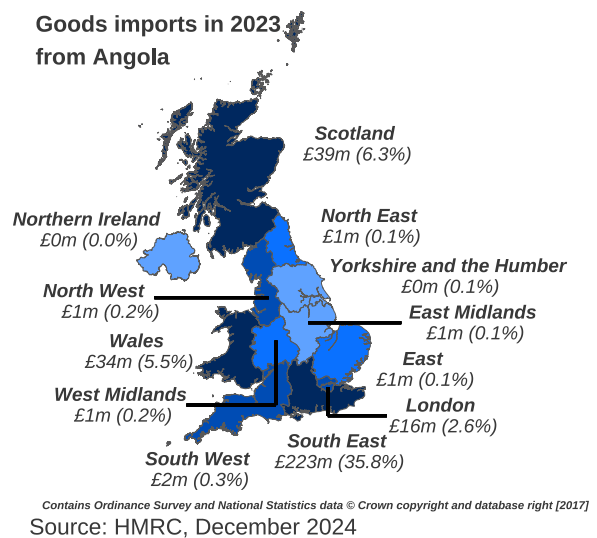 Goods imports in 2023
from Angola
Scotland
£39m (6.3%)
Northern Ireland
£0m (0.0%)
North East
£1m (0.1%)
Yorkshire and the Humber
£0m (0.1%)
North West
£1m (0.2%)
East Midlands
£1m (0.1%)
Wales
£34m (5.5%)
East
£1m (0.1%)
West Midlands
£1m (0.2%)
London
£16m (2.6%)
South East
£223m (35.8%)
South West
£2m (0.3%)
Contains Ordinance Survey and National Statistics data © Crown copyright and database right [2017]
Source: HMRC, December 2024